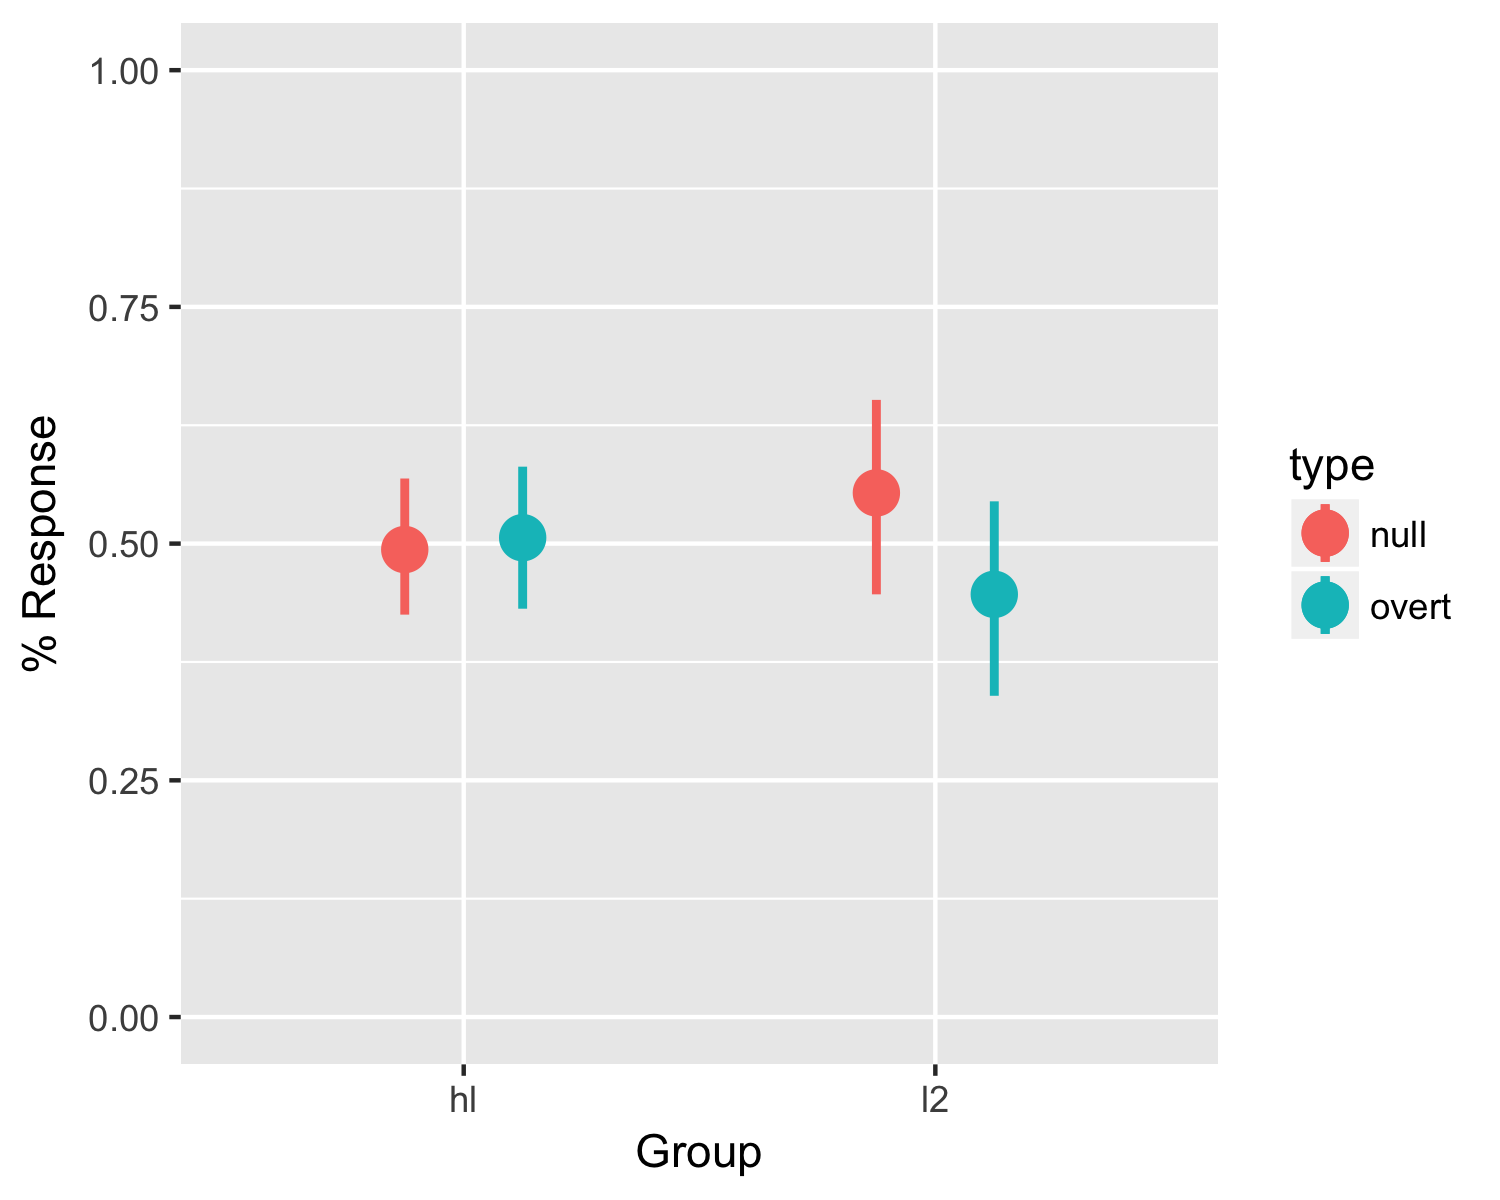 1.00
0.75
0.50
0.25
0.00
% Response
hl
l2
Group
type
null
overt